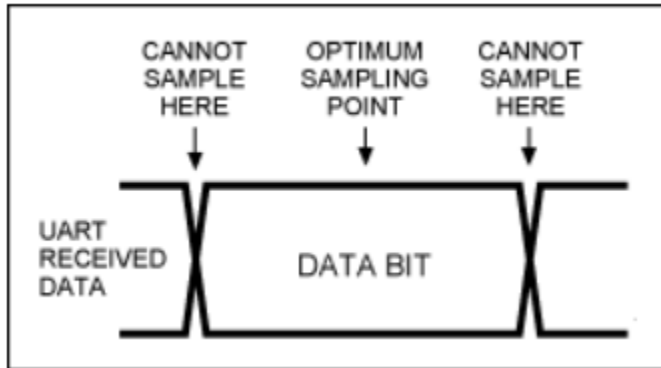 CANNOT SAMPLE HERE
OPTIMUM SAMPLING POINT
CANNOT SAMPLE HERE
UART RECEIVED DATA
DATA BIT